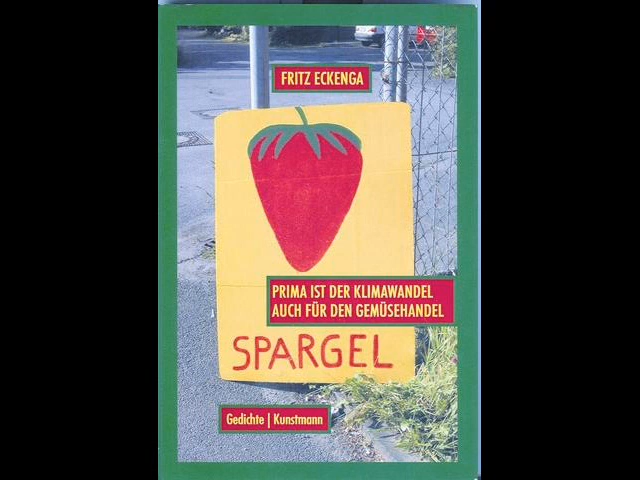 FRITZ ECKENGA
PRIMA IST DER KLIMAWANDEL
AUCH FÜR DEN GEMÜSEHANDEL
SPARGEL
Gedichte | Kunstmann